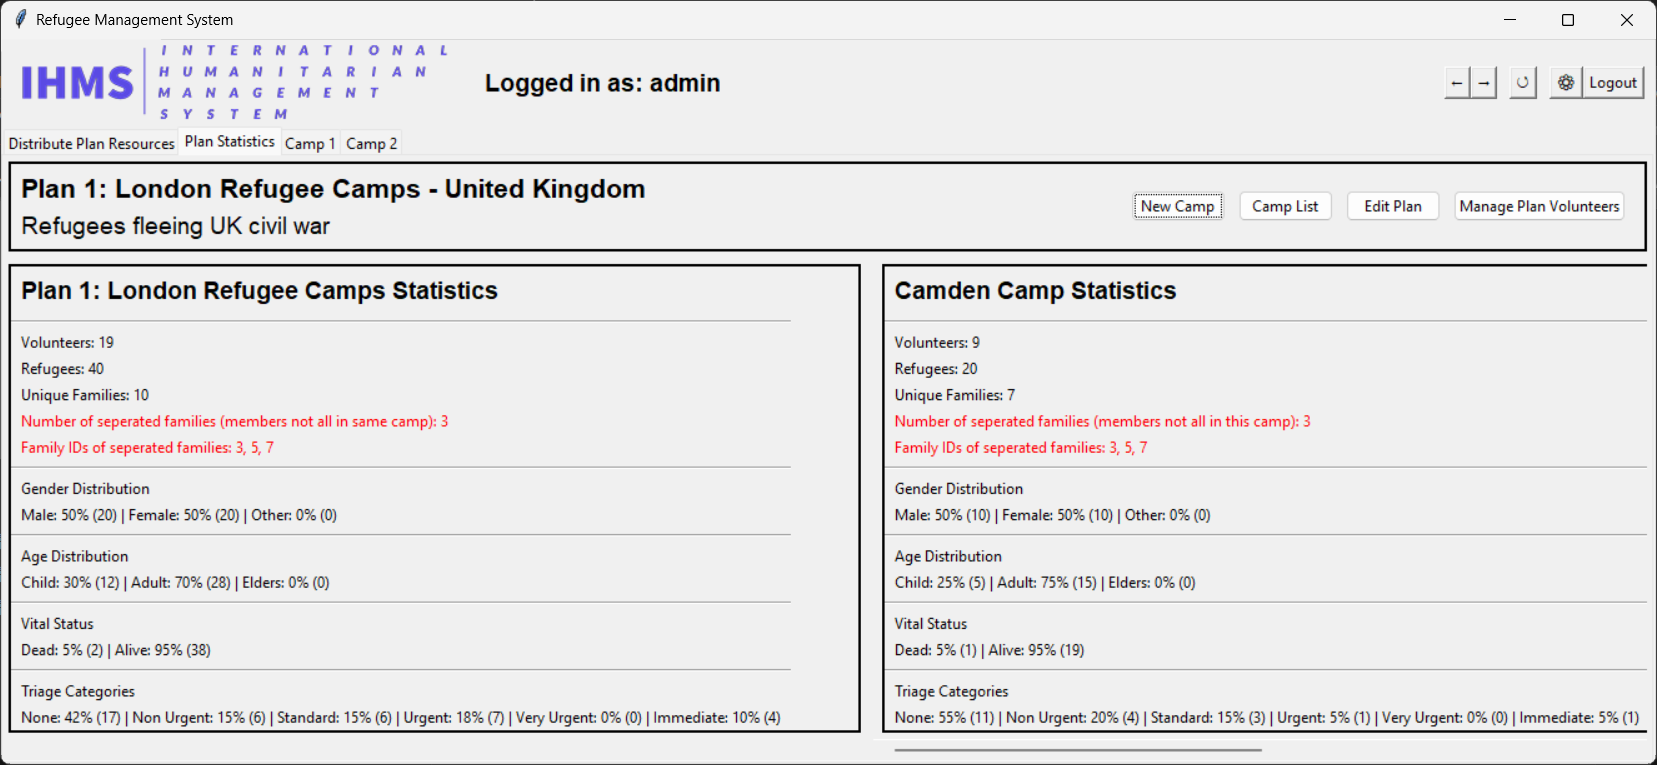 Refugee Management System
IHMS
INTERNATIONAL
HUMANITARIAN
MANAGEMENT
SYSTEM
Logged in as: admin
← → ↺ Logout
Distribute Plan Resources Plan Statistics Camp 1 Camp 2
Plan 1: London Refugee Camps - United Kingdom
Refugees fleeing UK civil war
New Camp Camp List Edit Plan Manage Plan Volunteers
Plan 1: London Refugee Camps Statistics
Volunteers: 19
Refugees: 40
Unique Families: 10
Number of seperated families (members not all in same camp): 3
Family IDs of seperated families: 3, 5, 7
Gender Distribution
Male: 50% (20) | Female: 50% (20) | Other: 0% (0)
Age Distribution
Child: 30% (12) | Adult: 70% (28) | Elders: 0% (0)
Vital Status
Dead: 5% (2) | Alive: 95% (38)
Triage Categories
None: 42% (17) | Non Urgent: 15% (6) | Standard: 15% (6) | Urgent: 18% (7) | Very Urgent: 0% (0) | Immediate: 10% (4)
Camden Camp Statistics
Volunteers: 9
Refugees: 20
Unique Families: 7
Number of seperated families (members not all in this camp): 3
Family IDs of seperated families: 3, 5, 7
Gender Distribution
Male: 50% (10) | Female: 50% (10) | Other: 0% (0)
Age Distribution
Child: 25% (5) | Adult: 75% (15) | Elders: 0% (0)
Vital Status
Dead: 5% (1) | Alive: 95% (19)
Triage Categories
None: 55% (11) | Non Urgent: 20% (4) | Standard: 15% (3) | Urgent: 5% (1) | Very Urgent: 0% (0) | Immediate: 5% (1)